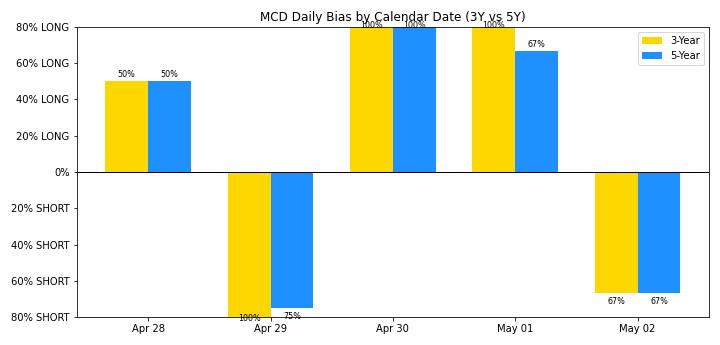 MCD Daily Bias by Calendar Date (3Y vs 5Y)
80% LONG
60% LONG
40% LONG
20% LONG
0%
20% SHORT
40% SHORT
60% SHORT
80% SHORT
50%
50%
100%
75%
100%
100%
100%
67%
67%
67%
3-Year
5-Year
Apr 28
Apr 29
Apr 30
May 01
May 02